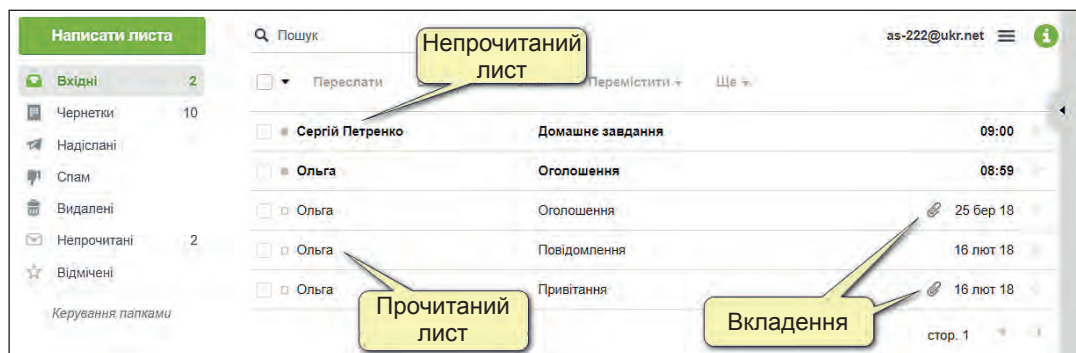 Написати листа
Пошук
as-222@ukr.net
Непрочитаний
лист
Вхідні 2
Переслати
Перемістити
Ще
Чернетки 10
Надіслані
Спам
Видалені
Непрочитані 2
Відмічені
Керування папками
Сергій Петренко Домашнє завдання 09:00
Ольга Оголошення 08:59
Ольга Оголошення 25 бер 18
Ольга Повідомлення 16 лют 18
Ольга Привітання 16 лют 18
Прочитаний
лист
Вкладення
стор. 1